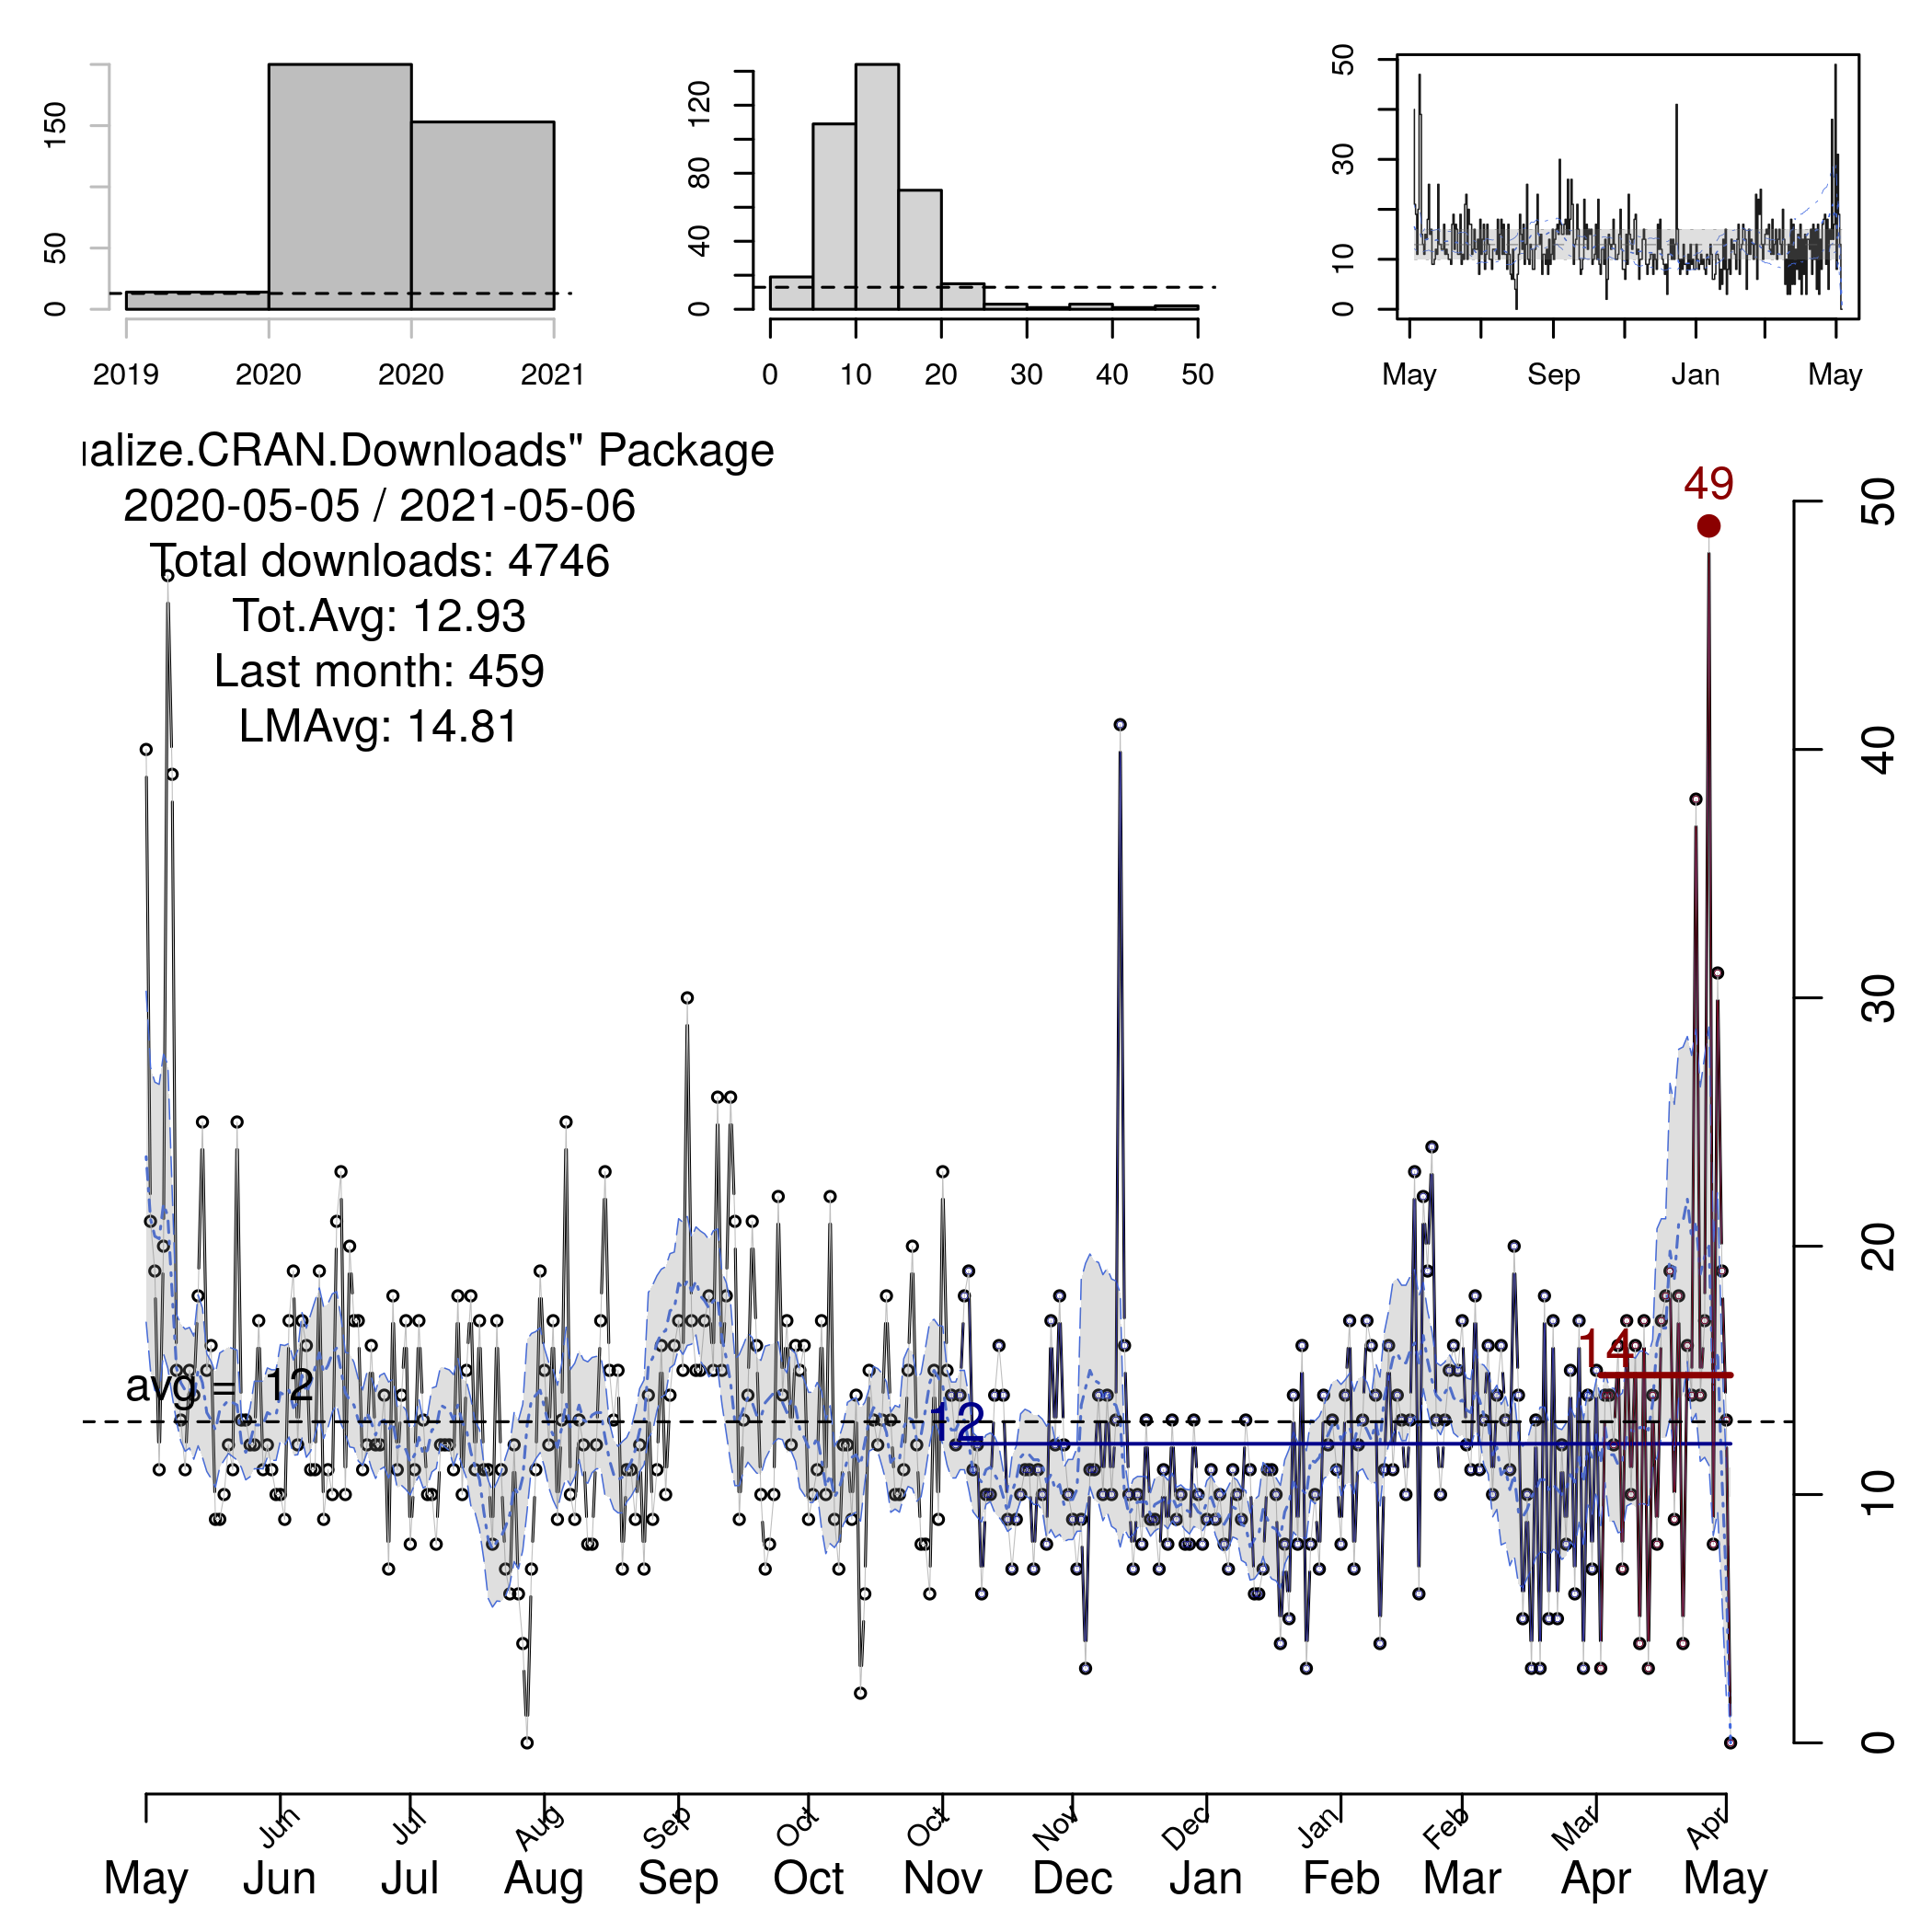 150
50
0
2019 2020 2020 2021
120
80
40
0
0 10 20 30 40 50
50
30
10
0
May Sep Jan May
alize.CRAN.Downloads" Package
2020-05-05 / 2021-05-06
Total downloads: 4746
Tot.Avg: 12.93
Last month: 459
LMAvg: 14.81
49
avg = 12
12
14
50
40
30
20
10
0
Jun Jul Aug Sep Oct Oct Nov Dec Jan Feb Mar Apr
May Jun Jul Aug Sep Oct Nov Dec Jan Feb Mar Apr May